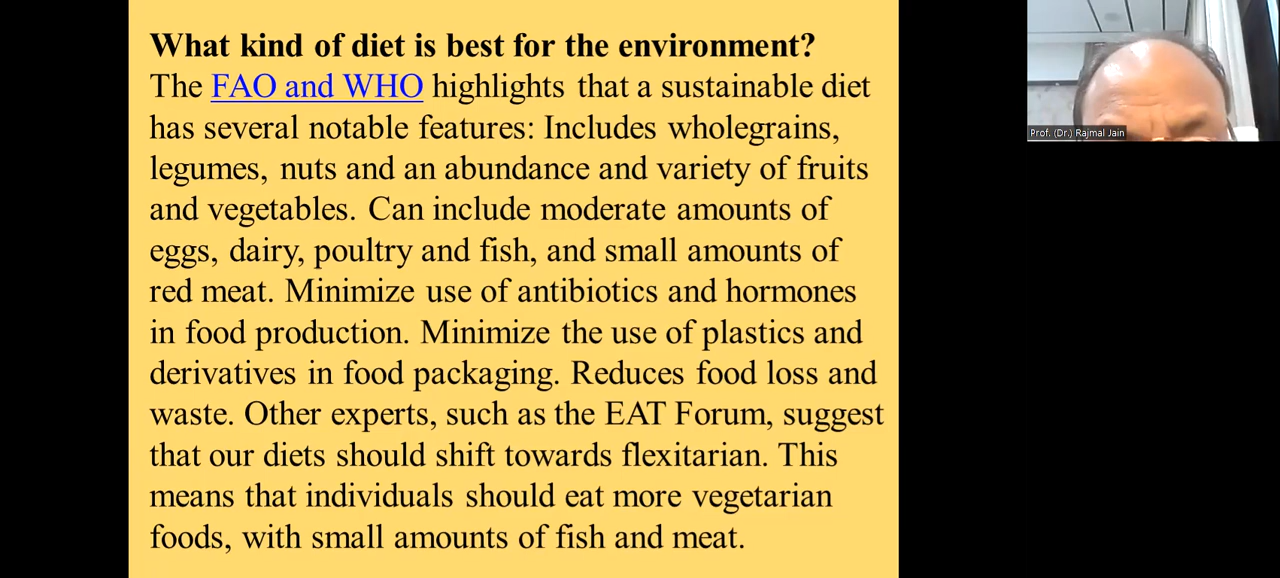 What kind of diet is best for the environment?
The FAO and WHO highlights that a sustainable diet
has several notable features: Includes wholegrains,
legumes, nuts and an abundance and variety of fruits
and vegetables. Can include moderate amounts of
eggs, dairy, poultry and fish, and small amounts of
red meat. Minimize use of antibiotics and hormones
in food production. Minimize the use of plastics and
derivatives in food packaging. Reduces food loss and
waste. Other experts, such as the EAT Forum, suggest
that our diets should shift towards flexitarian. This
means that individuals should eat more vegetarian
foods, with small amounts of fish and meat.
Prof. (Dr.) Rajmal Jain